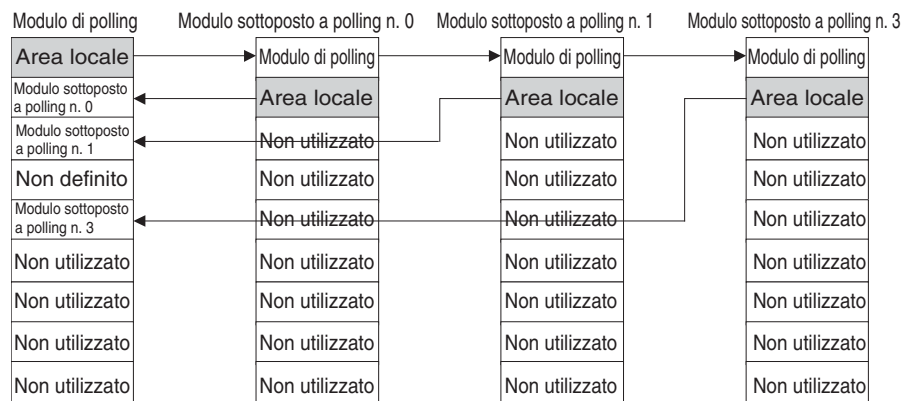 Modulo di polling Modulo sottoposto a polling n. 0 Modulo sottoposto a polling n. 1 Modulo sottoposto a polling n. 3
Area locale Modulo di polling Modulo di polling Modulo di polling
Modulo sottoposto
a polling n. 0
Area locale Area locale Area locale
Modulo sottoposto
a polling n. 1
Non utilizzato Non utilizzato Non utilizzato
Non definito Non utilizzato Non utilizzato Non utilizzato
Modulo sottoposto
a polling n. 3
Non utilizzato Non utilizzato Non utilizzato
Non utilizzato Non utilizzato Non utilizzato Non utilizzato
Non utilizzato Non utilizzato Non utilizzato Non utilizzato
Non utilizzato Non utilizzato Non utilizzato Non utilizzato
Non utilizzato Non utilizzato Non utilizzato Non utilizzato